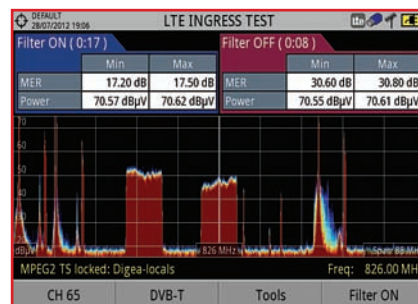 DEFAULT
28/07/2012 19:06
LTE INGRESS TEST
Filter ON ( 0:17 )
Filter OFF ( 0:08 )
Min Max
Min Max
MER 17.20 dB 17.50 dB
MER 30.60 dB 30.80 dB
Power 70.57 dBµV 70.62 dBµV
Power 70.55 dBµV 70.61 dBµV
70
60
50
40
dBµV
826 MHz
Span
MPEG2 TS locked: Digea-locals
Freq: 826.00 MH
CH 65
DVB-T
Tools
Filter ON